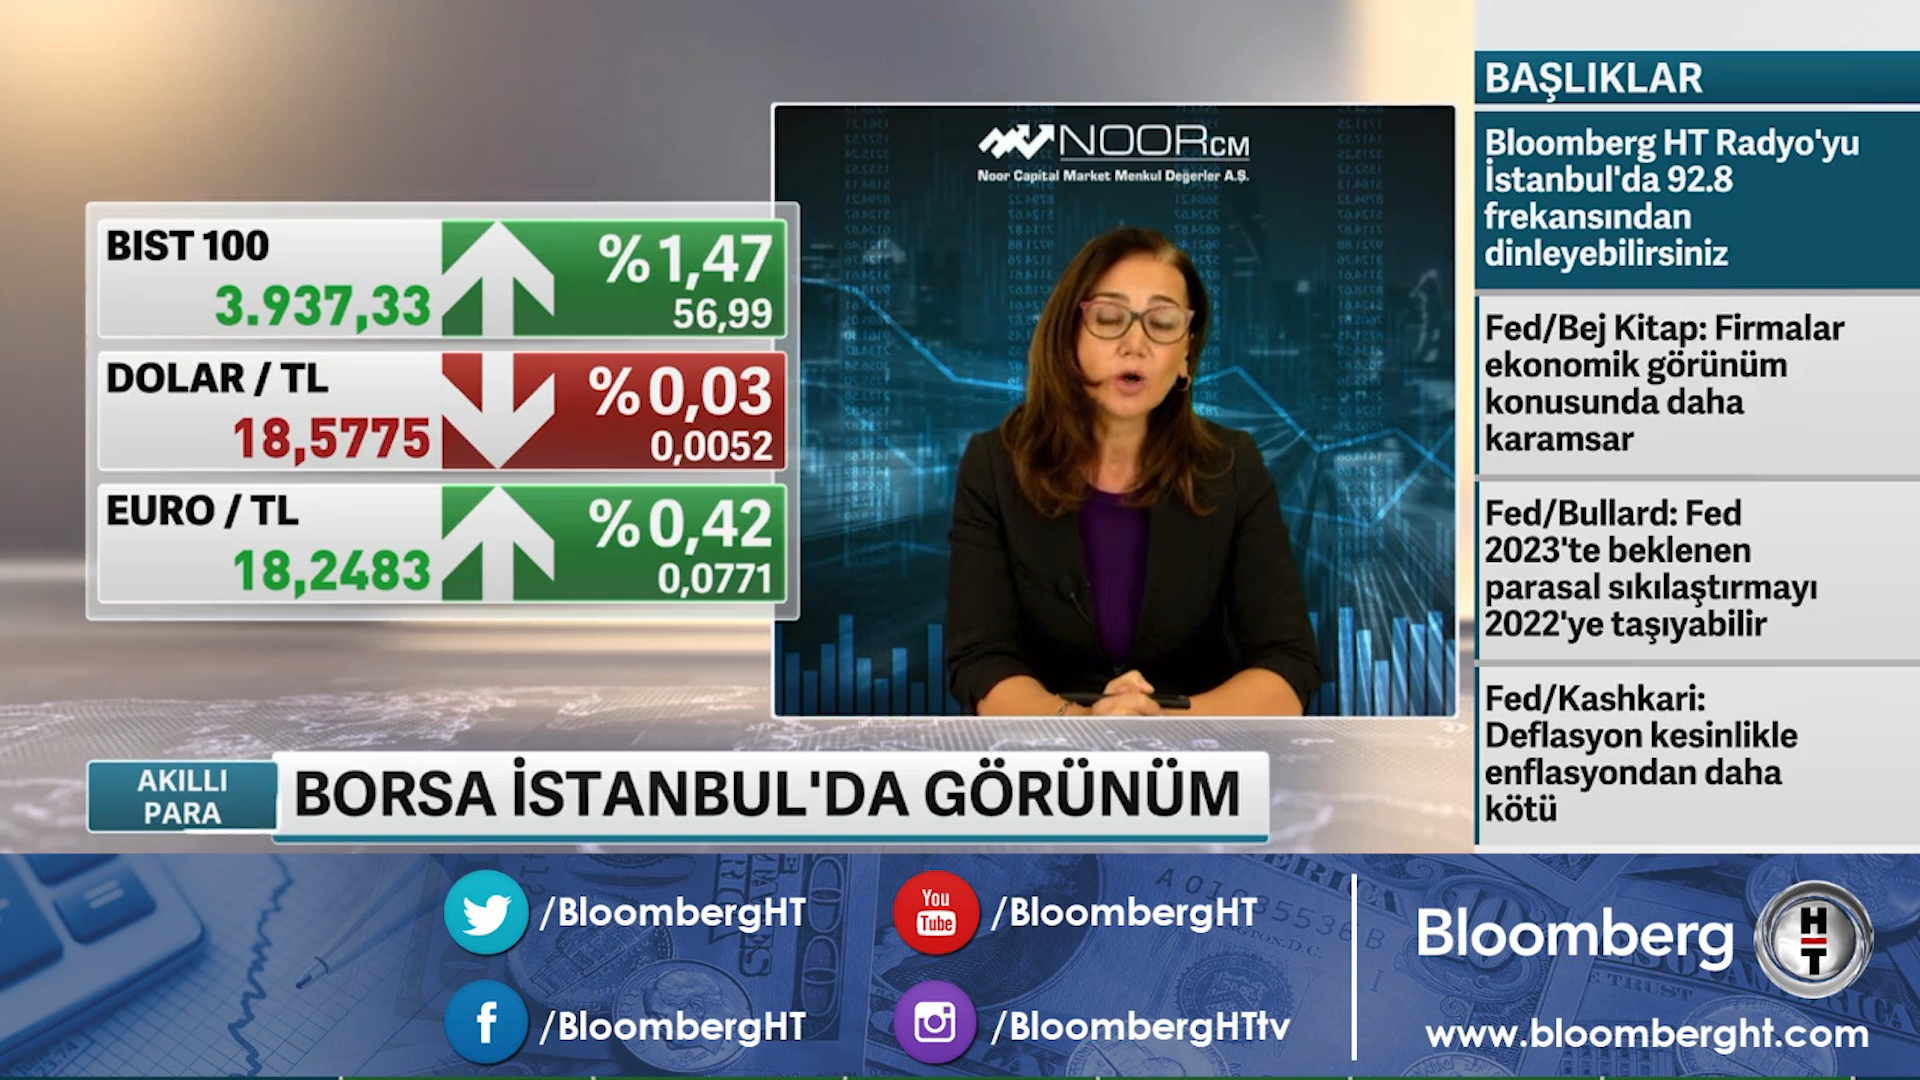 BAŞLIKLAR
Bloomberg HT Radyo'yu
İstanbul'da 92.8
frekansından
dinleyebilirsiniz
Fed/Bej Kitap: Firmalar
ekonomik görünüm
konusunda daha
karamsar
Fed/Bullard: Fed
2023'te beklenen
parasal sıkılaştırmayı
2022'ye taşıyabilir
Fed/Kashkari:
Deflasyon kesinlikle
enflasyondan daha
kötü
NOORCM
Noor Capital Market Menkul Degerler A.Ş.
BIST 100
3.937,33
%1,47
56,99
DOLAR / TL
18,5775
%0,03
0,0052
EURO / TL
18,2483
%0,42
0,0771
AKILLI
PARA
BORSA İSTANBUL'DA GÖRÜNÜM
/BloombergHT
You
Tube
/BloombergHT
f
/BloombergHT
/BloombergHTtv
Bloomberg HT
www.bloomberght.com